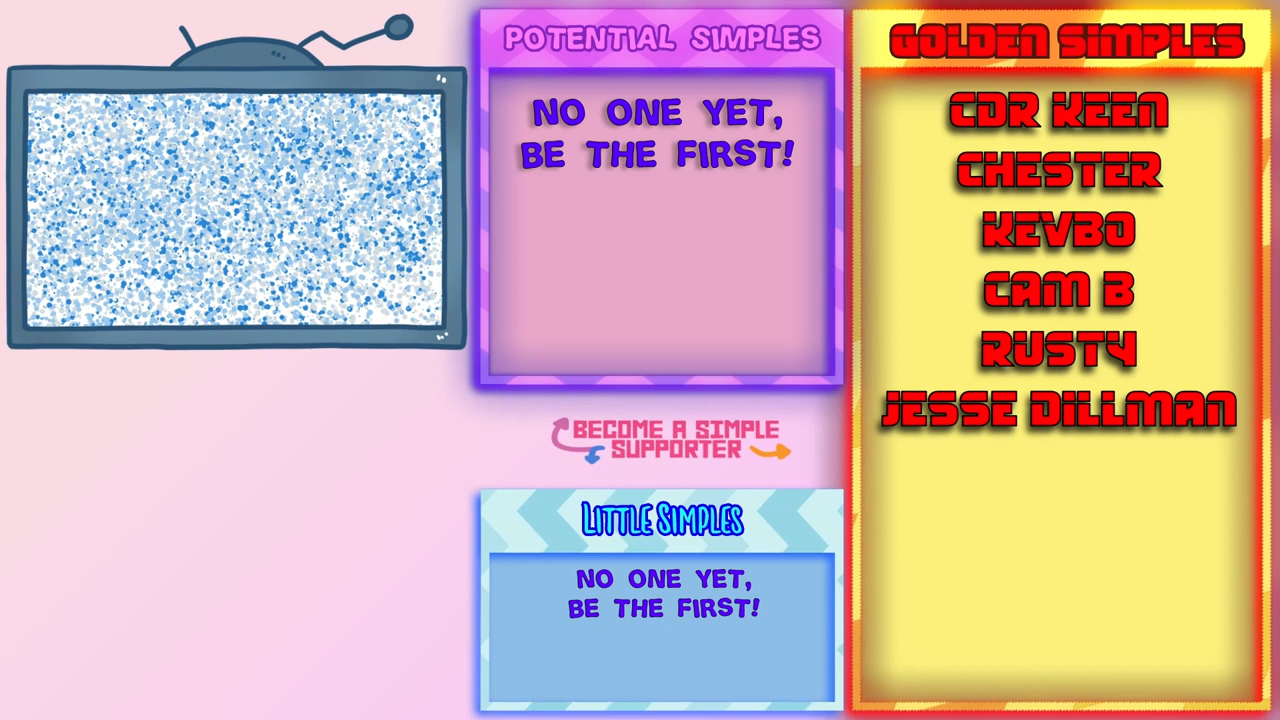 POTENTIAL SIMPLES
NO ONE YET,
BE THE FIRST!
BECOME A SIMPLE
SUPPORTER
LITTLE SIMPLES
NO ONE YET,
BE THE FIRST!
GOLDEN SIMPLES
CDR KEEN
CHESTER
KEVBO
CAM B
RUSTY
JESSE DILLMAN